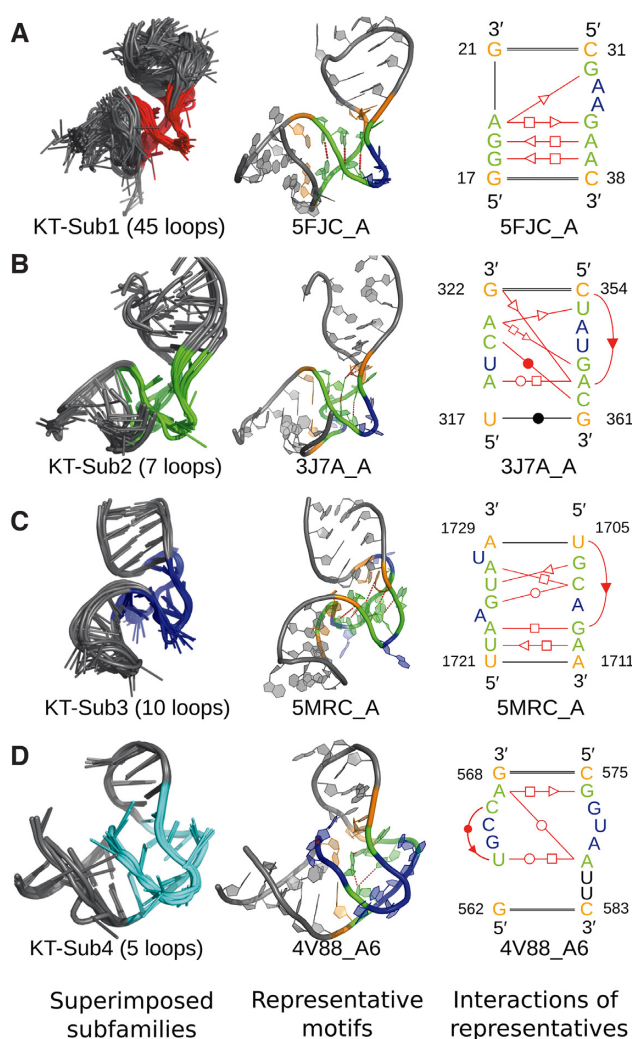 A
3′ 5′
21 G C 31
G
A
A
A G
G A
G A
17 G C 38
5′ 3′
KT-Sub1 (45 loops)
5FJC_A
5FJC_A
B
3′ 5′
322 G C 354
U
A A
C U
U G
A A
C
317 U G 361
5′ 3′
KT-Sub2 (7 loops)
3J7A_A
3J7A_A
C
3′ 5′
1729 A U 1705
U
A G
U C
G
A A
A G
U A
1721 U A 1711
5′ 3′
KT-Sub3 (10 loops)
5MRC_A
5MRC_A
D
3′ 5′
568 G C 575
A G
C G
C U
G A
U A
U
U
562 G C 583
5′ 3′
KT-Sub4 (5 loops)
4V88_A6
4V88_A6
Superimposed subfamilies
Representative motifs
Interactions of representatives